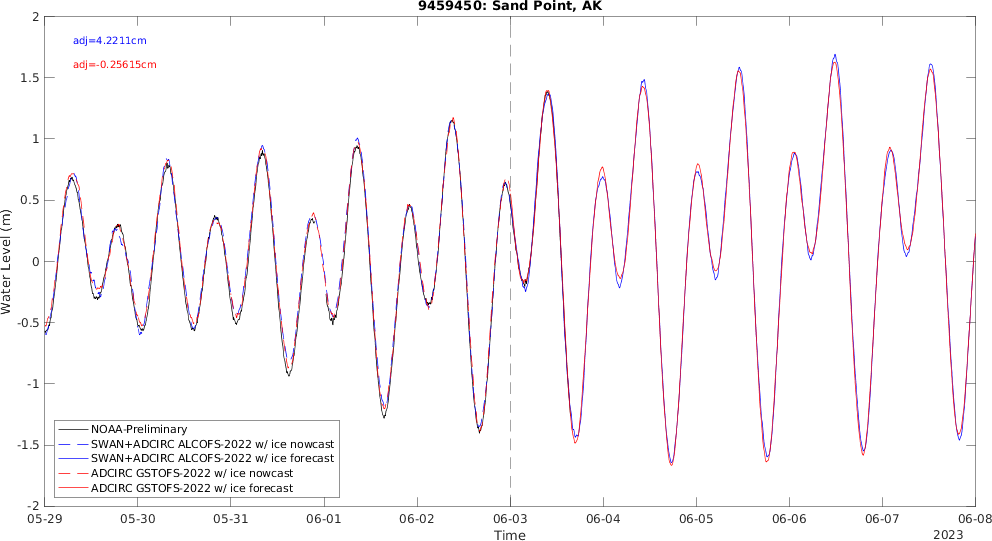 9459450: Sand Point, AK
adj=4.2211cm
adj=-0.25615cm
2
1.5
1
0.5
0
-0.5
-1
-1.5
-2
Water Level (m)
NOAA-Preliminary
SWAN+ADCIRC ALCOFS-2022 w/ ice nowcast
SWAN+ADCIRC ALCOFS-2022 w/ ice forecast
ADCIRC GSTOFS-2022 w/ ice nowcast
ADCIRC GSTOFS-2022 w/ ice forecast
05-29 05-30 05-31 06-01 06-02 06-03 06-04 06-05 06-06 06-07 06-08
Time
2023